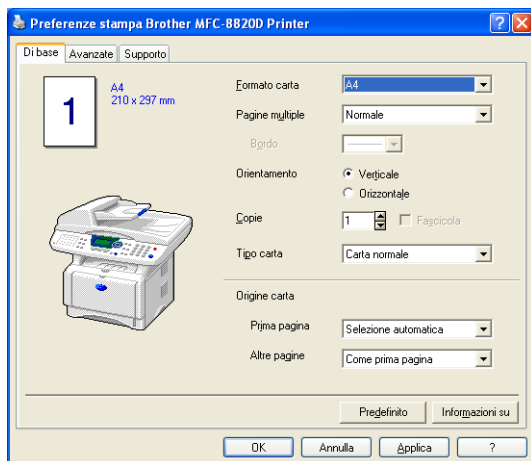 Preferenze stampa Brother MFC-8820D Printer
Di base Avanzate Supporto
1
A4
210 x 297 mm
Formato carta A4
Pagine multiple Normale
Bordo
Orientamento Verticale
Orizzontale
Copie 1 Fascicola
Tipo carta Carta normale
Origine carta
Prima pagina Selezione automatica
Altre pagine Come prima pagina
Predefinito Informazioni su
OK Annulla Applica ?